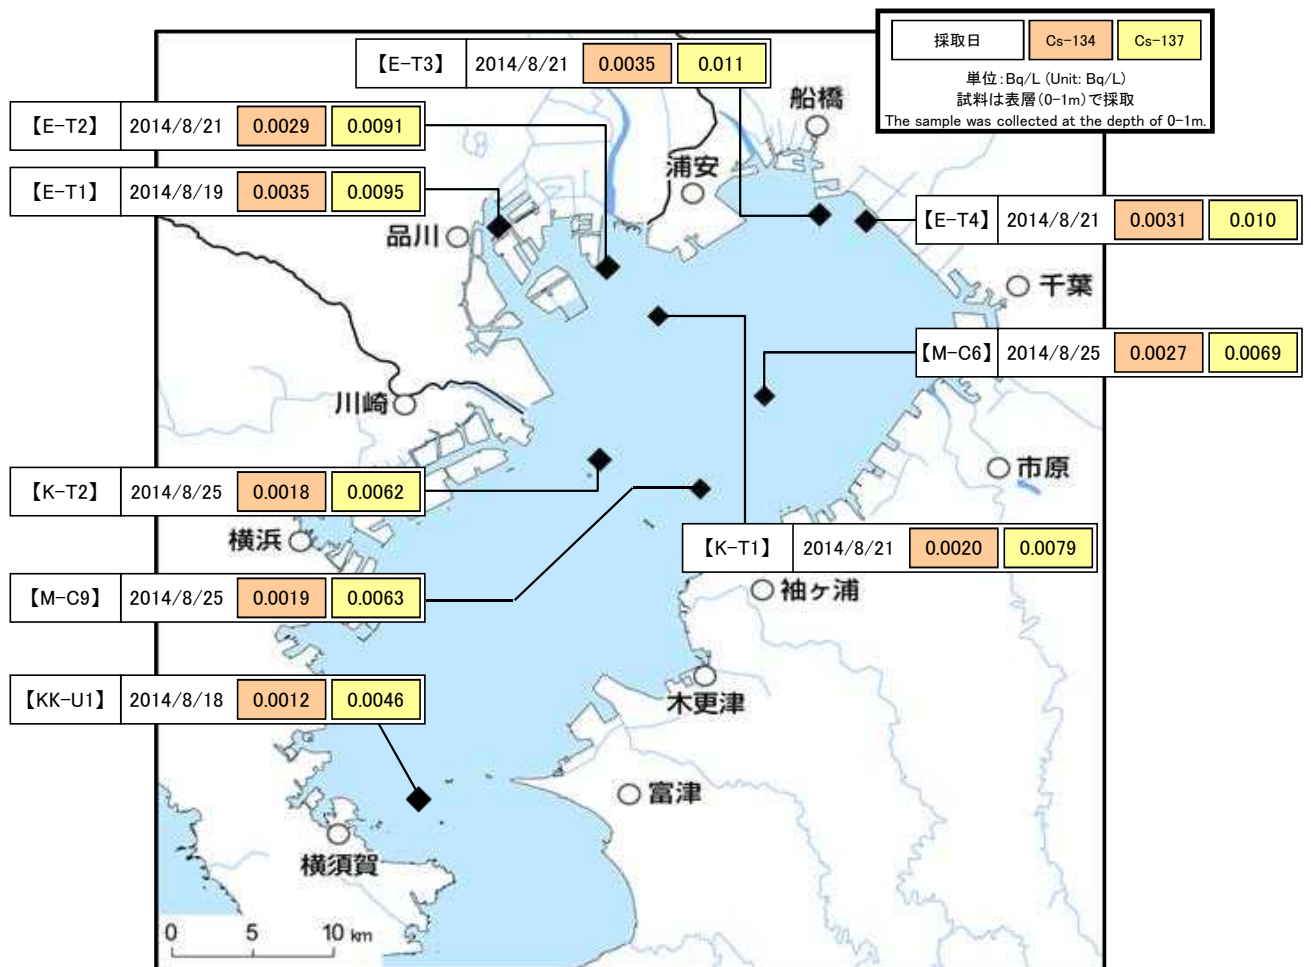 採取日 Cs-134 Cs-137
単位:Bq/L (Unit: Bq/L)
試料は表層(0-1m)で採取
The sample was collected at the depth of 0-1m.
【E-T3】 2014/8/21 0.0035 0.011
【E-T2】 2014/8/21 0.0029 0.0091
【E-T1】 2014/8/19 0.0035 0.0095
船橋
浦安
品川
【E-T4】 2014/8/21 0.0031 0.010
千葉
【M-C6】 2014/8/25 0.0027 0.0069
川崎
市原
【K-T2】 2014/8/25 0.0018 0.0062
横浜
【K-T1】 2014/8/21 0.0020 0.0079
【M-C9】 2014/8/25 0.0019 0.0063
袖ヶ浦
【KK-U1】 2014/8/18 0.0012 0.0046
木更津
富津
横須賀
0 5 10 km